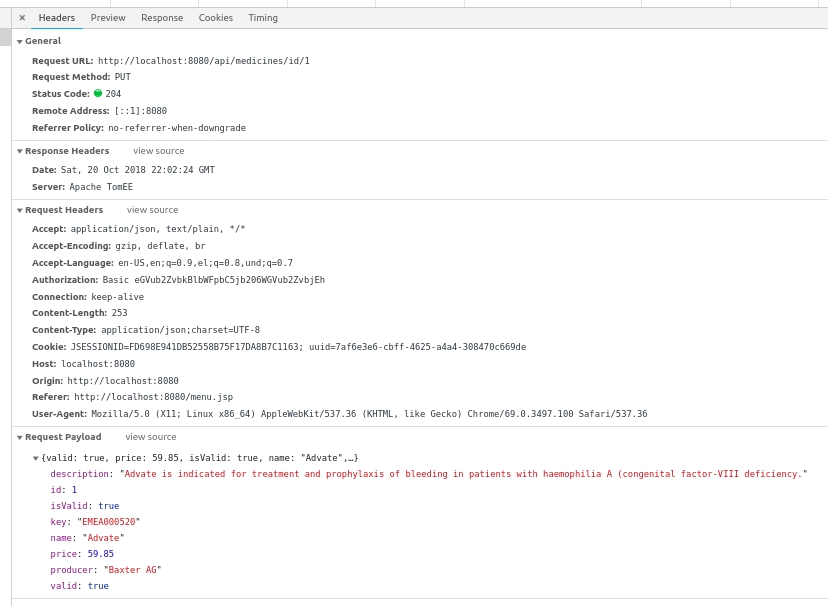 × Headers Preview Response Cookies Timing
General
Request URL: http://localhost:8080/api/medicines/id/1
Request Method: PUT
Status Code: 204
Remote Address: [::1]:8080
Referrer Policy: no-referrer-when-downgrade
Response Headers view source
Date: Sat, 20 Oct 2018 22:02:24 GMT
Server: Apache TomEE
Request Headers view source
Accept: application/json, text/plain, */*
Accept-Encoding: gzip, deflate, br
Accept-Language: en-US,en;q=0.9,el;q=0.8,und;q=0.7
Authorization: Basic eGVub2ZvbkBlbWFpbC5jb206WGVub2ZvbjEh
Connection: keep-alive
Content-Length: 253
Content-Type: application/json;charset=UTF-8
Cookie: JSESSIONID=FD698E941DB52558B75F17DA8B7C1163; uuid=7af6e3e6-cbff-4625-a4a4-308470c669de
Host: localhost:8080
Origin: http://localhost:8080
Referer: http://localhost:8080/menu.jsp
User-Agent: Mozilla/5.0 (X11; Linux x86_64) AppleWebKit/537.36 (KHTML, like Gecko) Chrome/69.0.3497.100 Safari/537.36
Request Payload view source
{valid: true, price: 59.85, isValid: true, name: "Advate",…}
description: "Advate is indicated for treatment and prophylaxis of bleeding in patients with haemophilia A (congenital factor-VIII deficiency."
id: 1
isValid: true
key: "EMEA000520"
name: "Advate"
price: 59.85
producer: "Baxter AG"
valid: true